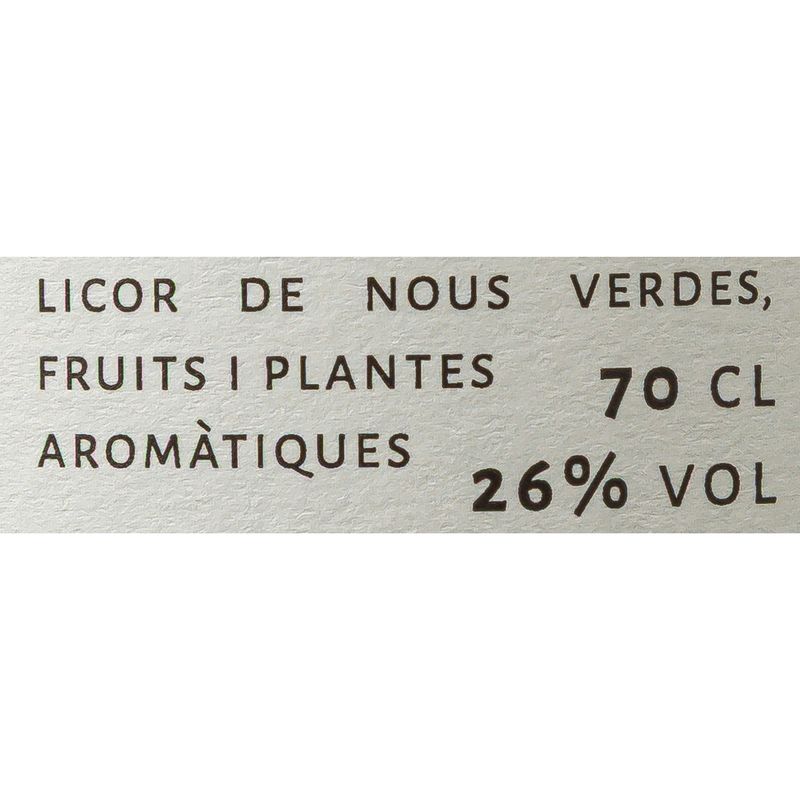 LICOR DE NOUS VERDES,
FRUITS I PLANTES
AROMÀTIQUES
70 CL
26% VOL